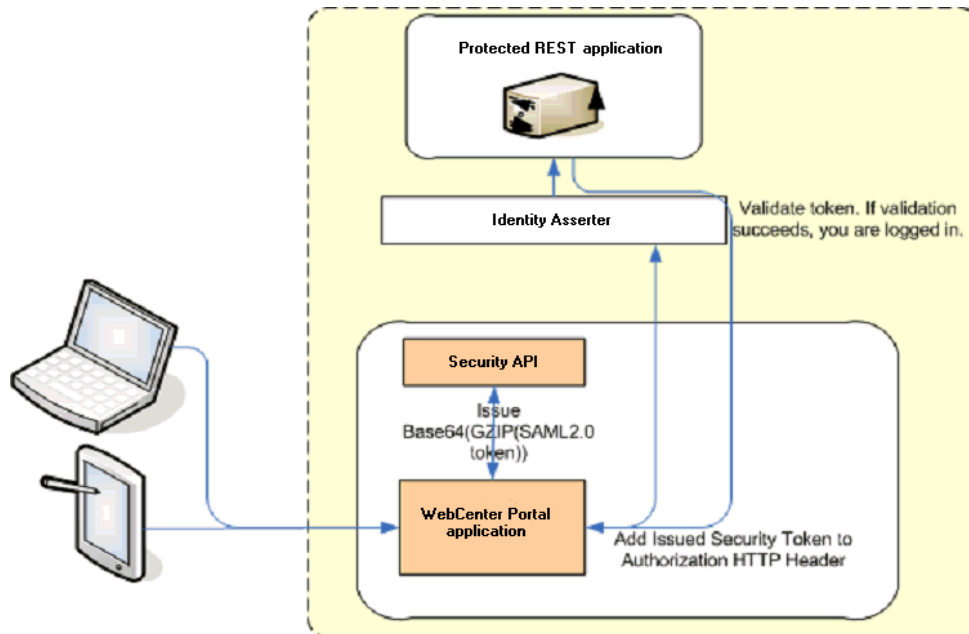 Protected REST application
Identity Asserter
Validate token. If validation
succeeds, you are logged in.
Security API
Issue
Base64(GZIP(SAML2.0
token))
WebCenter Portal
application
Add Issued Security Token to
Authorization HTTP Header